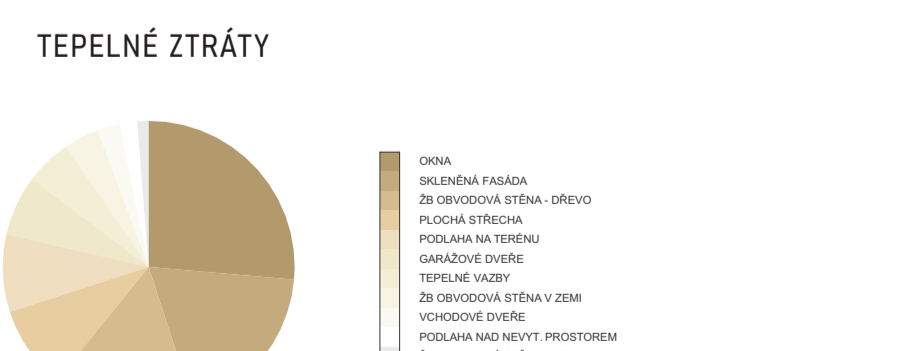 TEPELNÉ ZTRÁTY
OKNA
SKLENĚNÁ FASÁDA
ŽB OBVODOVÁ STĚNA - DŘEVO
PLOCHÁ STŘECHA
PODLAHA NA TERÉNU
GARÁŽOVÉ DVEŘE
TEPELNÉ VAZBY
ŽB OBVODOVÁ STĚNA V ZEMI
VCHODOVÉ DVEŘE
PODLAHA NAD NEVYT. PROSTOREM